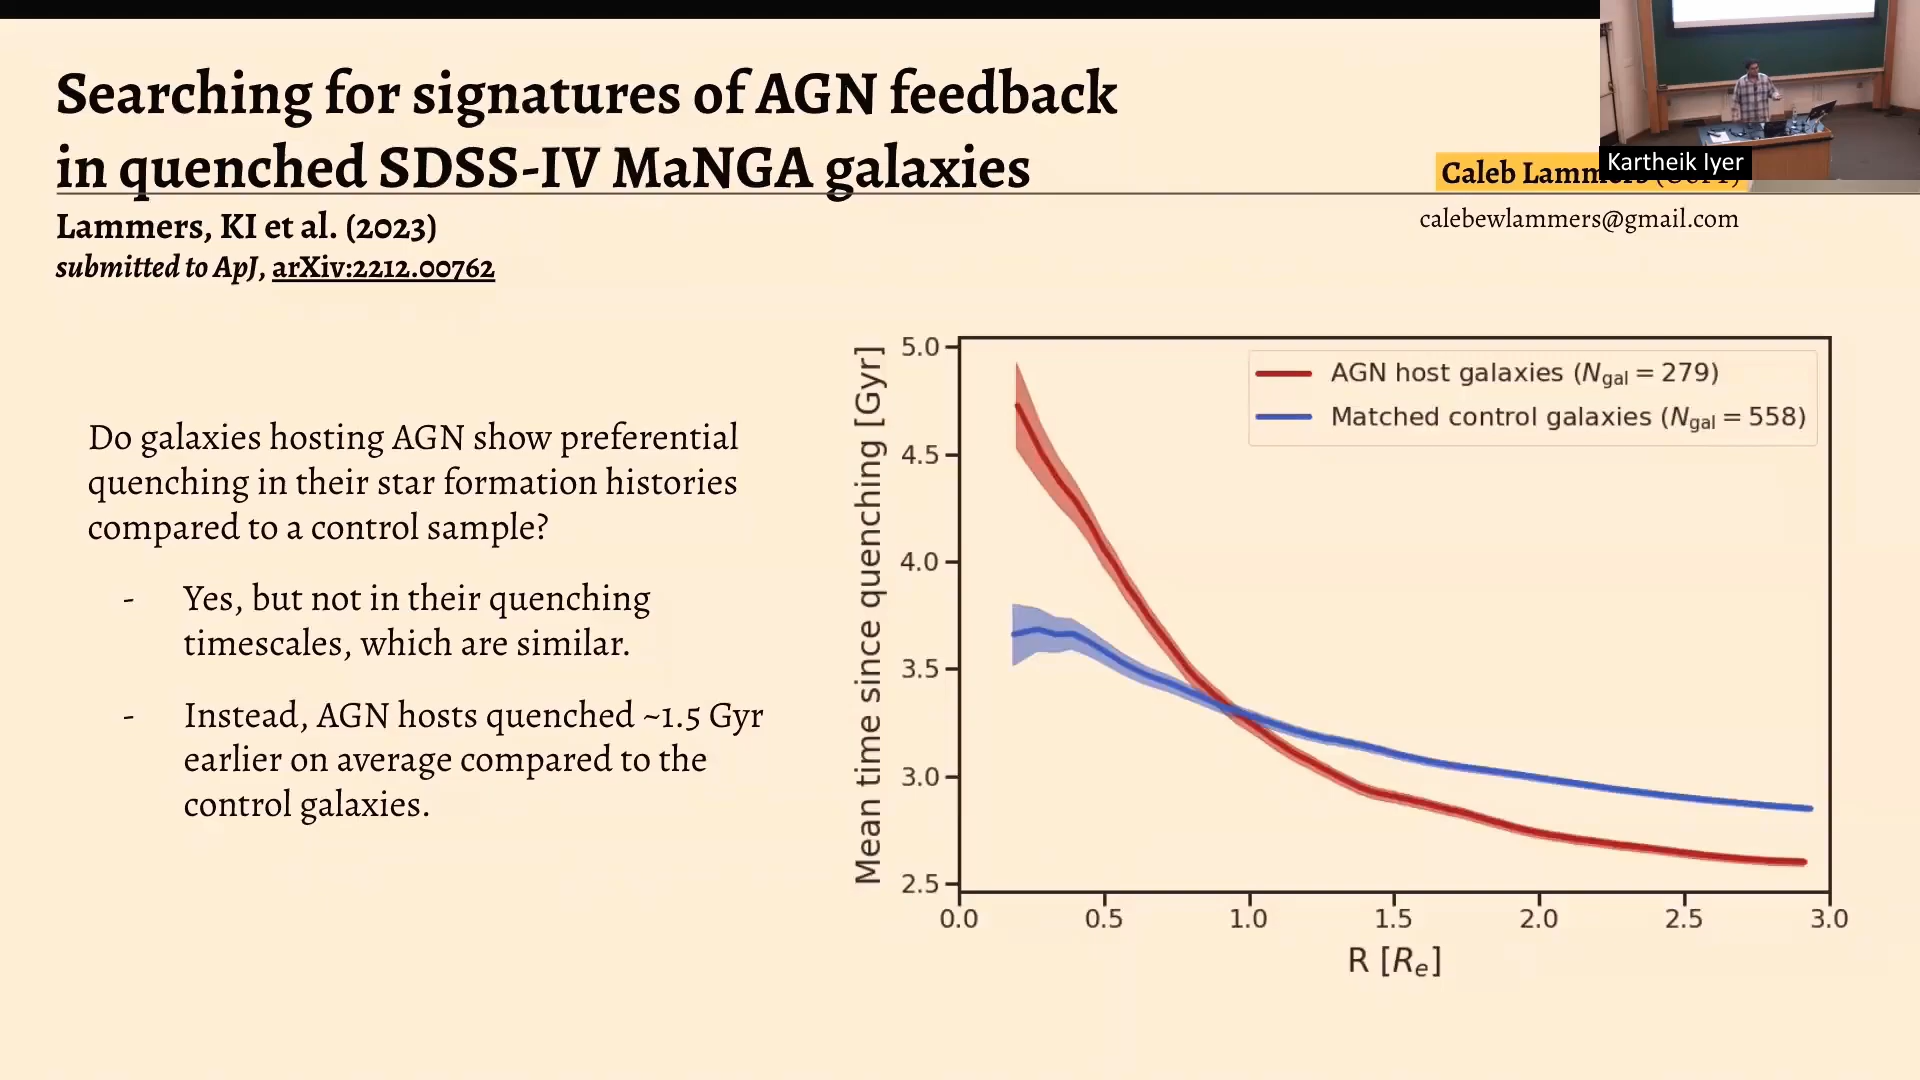 Searching for signatures of AGN feedback
in quenched SDSS-IV MaNGA galaxies
Caleb Lammers
Kartheik Iyer
Lammers, KI et al. (2023)
calebewlammers@gmail.com
submitted to ApJ, arXiv:2212.00762
Do galaxies hosting AGN show preferential
quenching in their star formation histories
compared to a control sample?
- Yes, but not in their quenching
timescales, which are similar.
- Instead, AGN hosts quenched ~1.5 Gyr
earlier on average compared to the
control galaxies.
Mean time since quenching [Gyr]
5.0
4.5
4.0
3.5
3.0
2.5
AGN host galaxies (Ngal = 279)
Matched control galaxies (Ngal = 558)
0.0 0.5 1.0 1.5 2.0 2.5 3.0
R [Re]